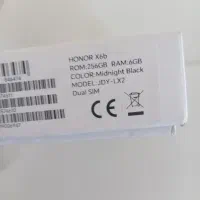 HONOR X6b
ROM:256GB RAM:6GB
COLOR:Midnight Black
MODEL: JDY-LX2
Dual SIM
CE